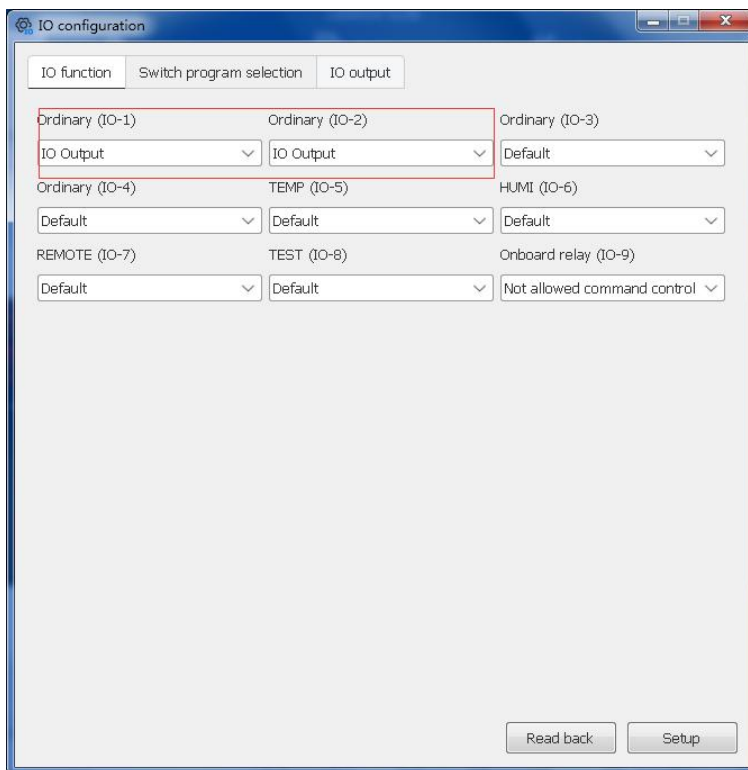 IO configuration
IO function Switch program selection IO output
Ordinary (IO-1) Ordinary (IO-2) Ordinary (IO-3)
IO Output IO Output Default
Ordinary (IO-4) TEMP (IO-5) HUMI (IO-6)
Default Default Default
REMOTE (IO-7) TEST (IO-8) Onboard relay (IO-9)
Default Default Not allowed command control
Read back Setup